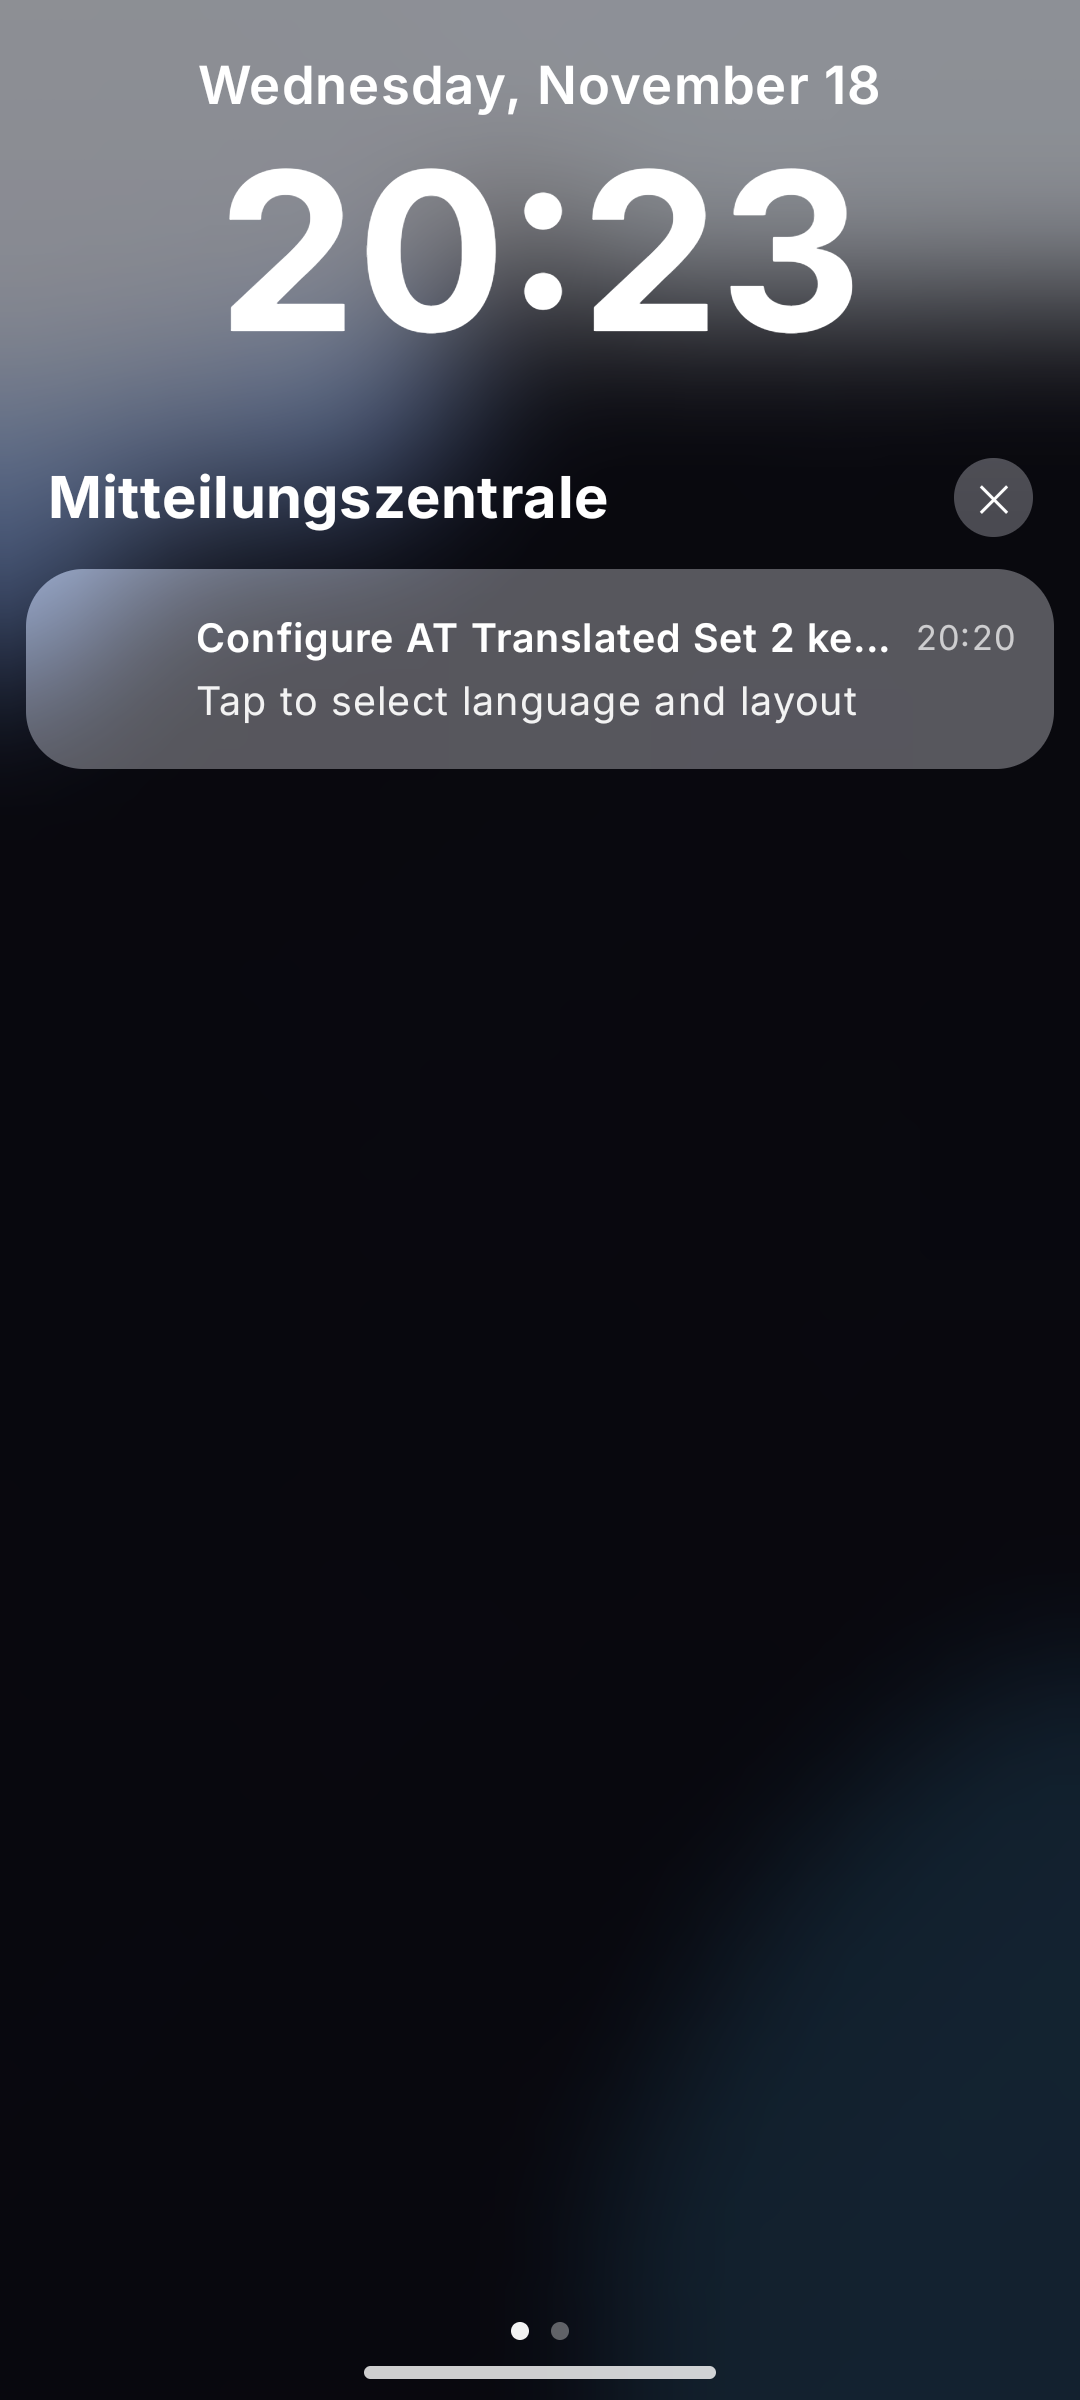 Wednesday, November 18
20:23
Mitteilungszentrale
Configure AT Translated Set 2 ke... 20:20
Tap to select language and layout